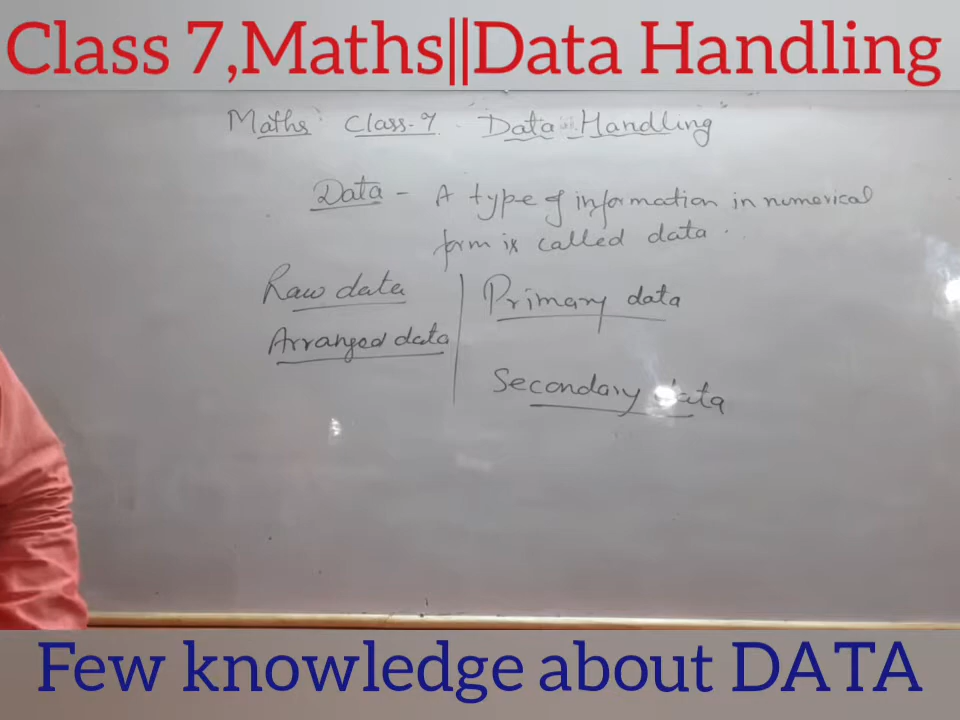 Class 7,Maths||Data Handling
Maths Class-7 Data Handling
Data - A type of information in numerical
form is called data.
Raw data
Arranged data
Primary data
Secondary data
Few knowledge about DATA